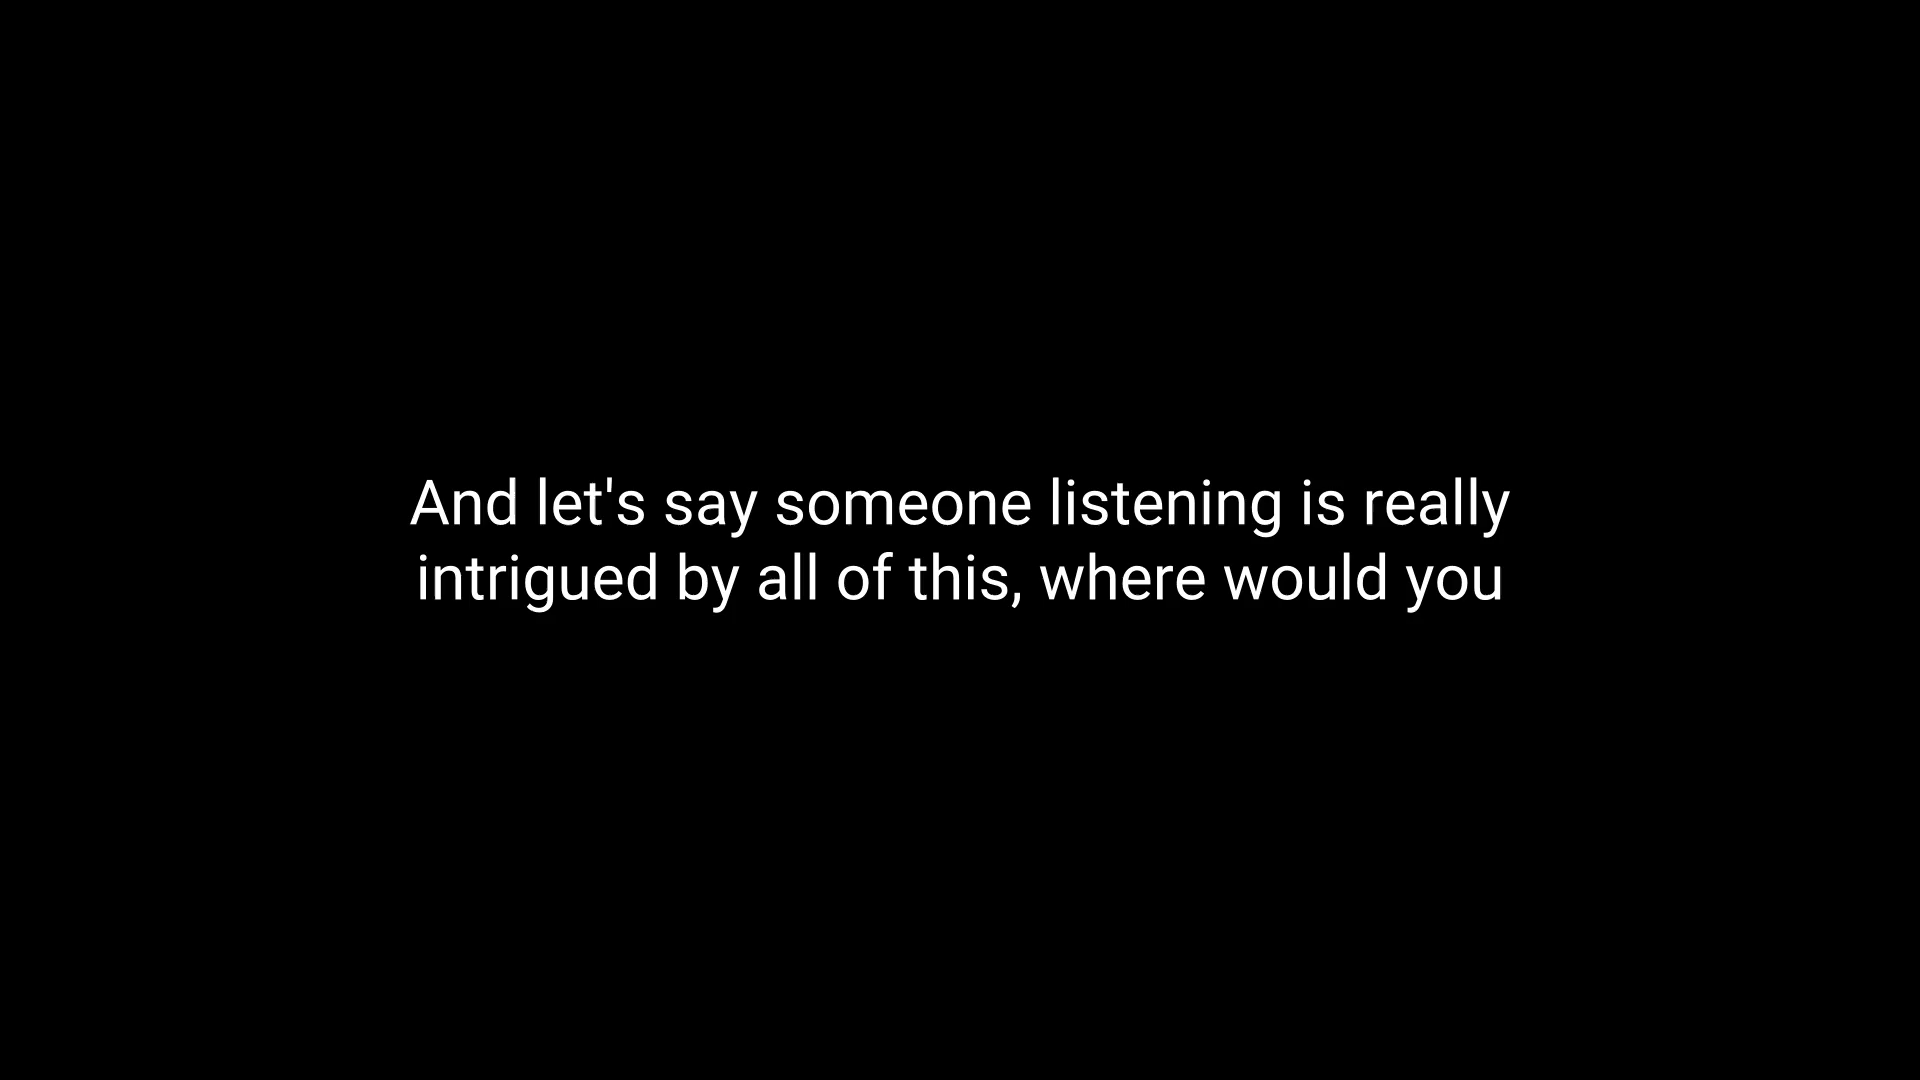 And let's say someone listening is really
intrigued by all of this, where would you